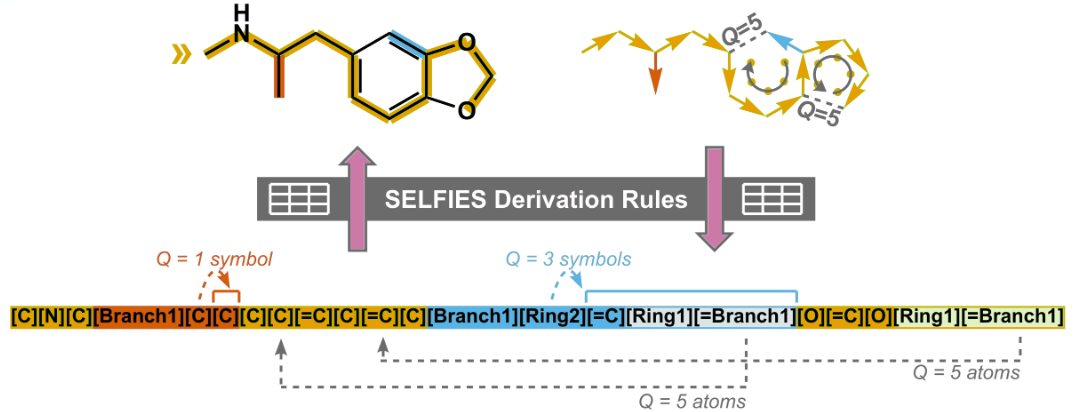 H
N
O
O
Q=5
Q=5
SELFIES Derivation Rules
Q = 1 symbol
Q = 3 symbols
[C][N][C][Branch1][C][C][C][C][=C][C][=C][C][Branch1][Ring2][=C][Ring1][=Branch1][O][=C][O][Ring1][=Branch1]
Q = 5 atoms
Q = 5 atoms